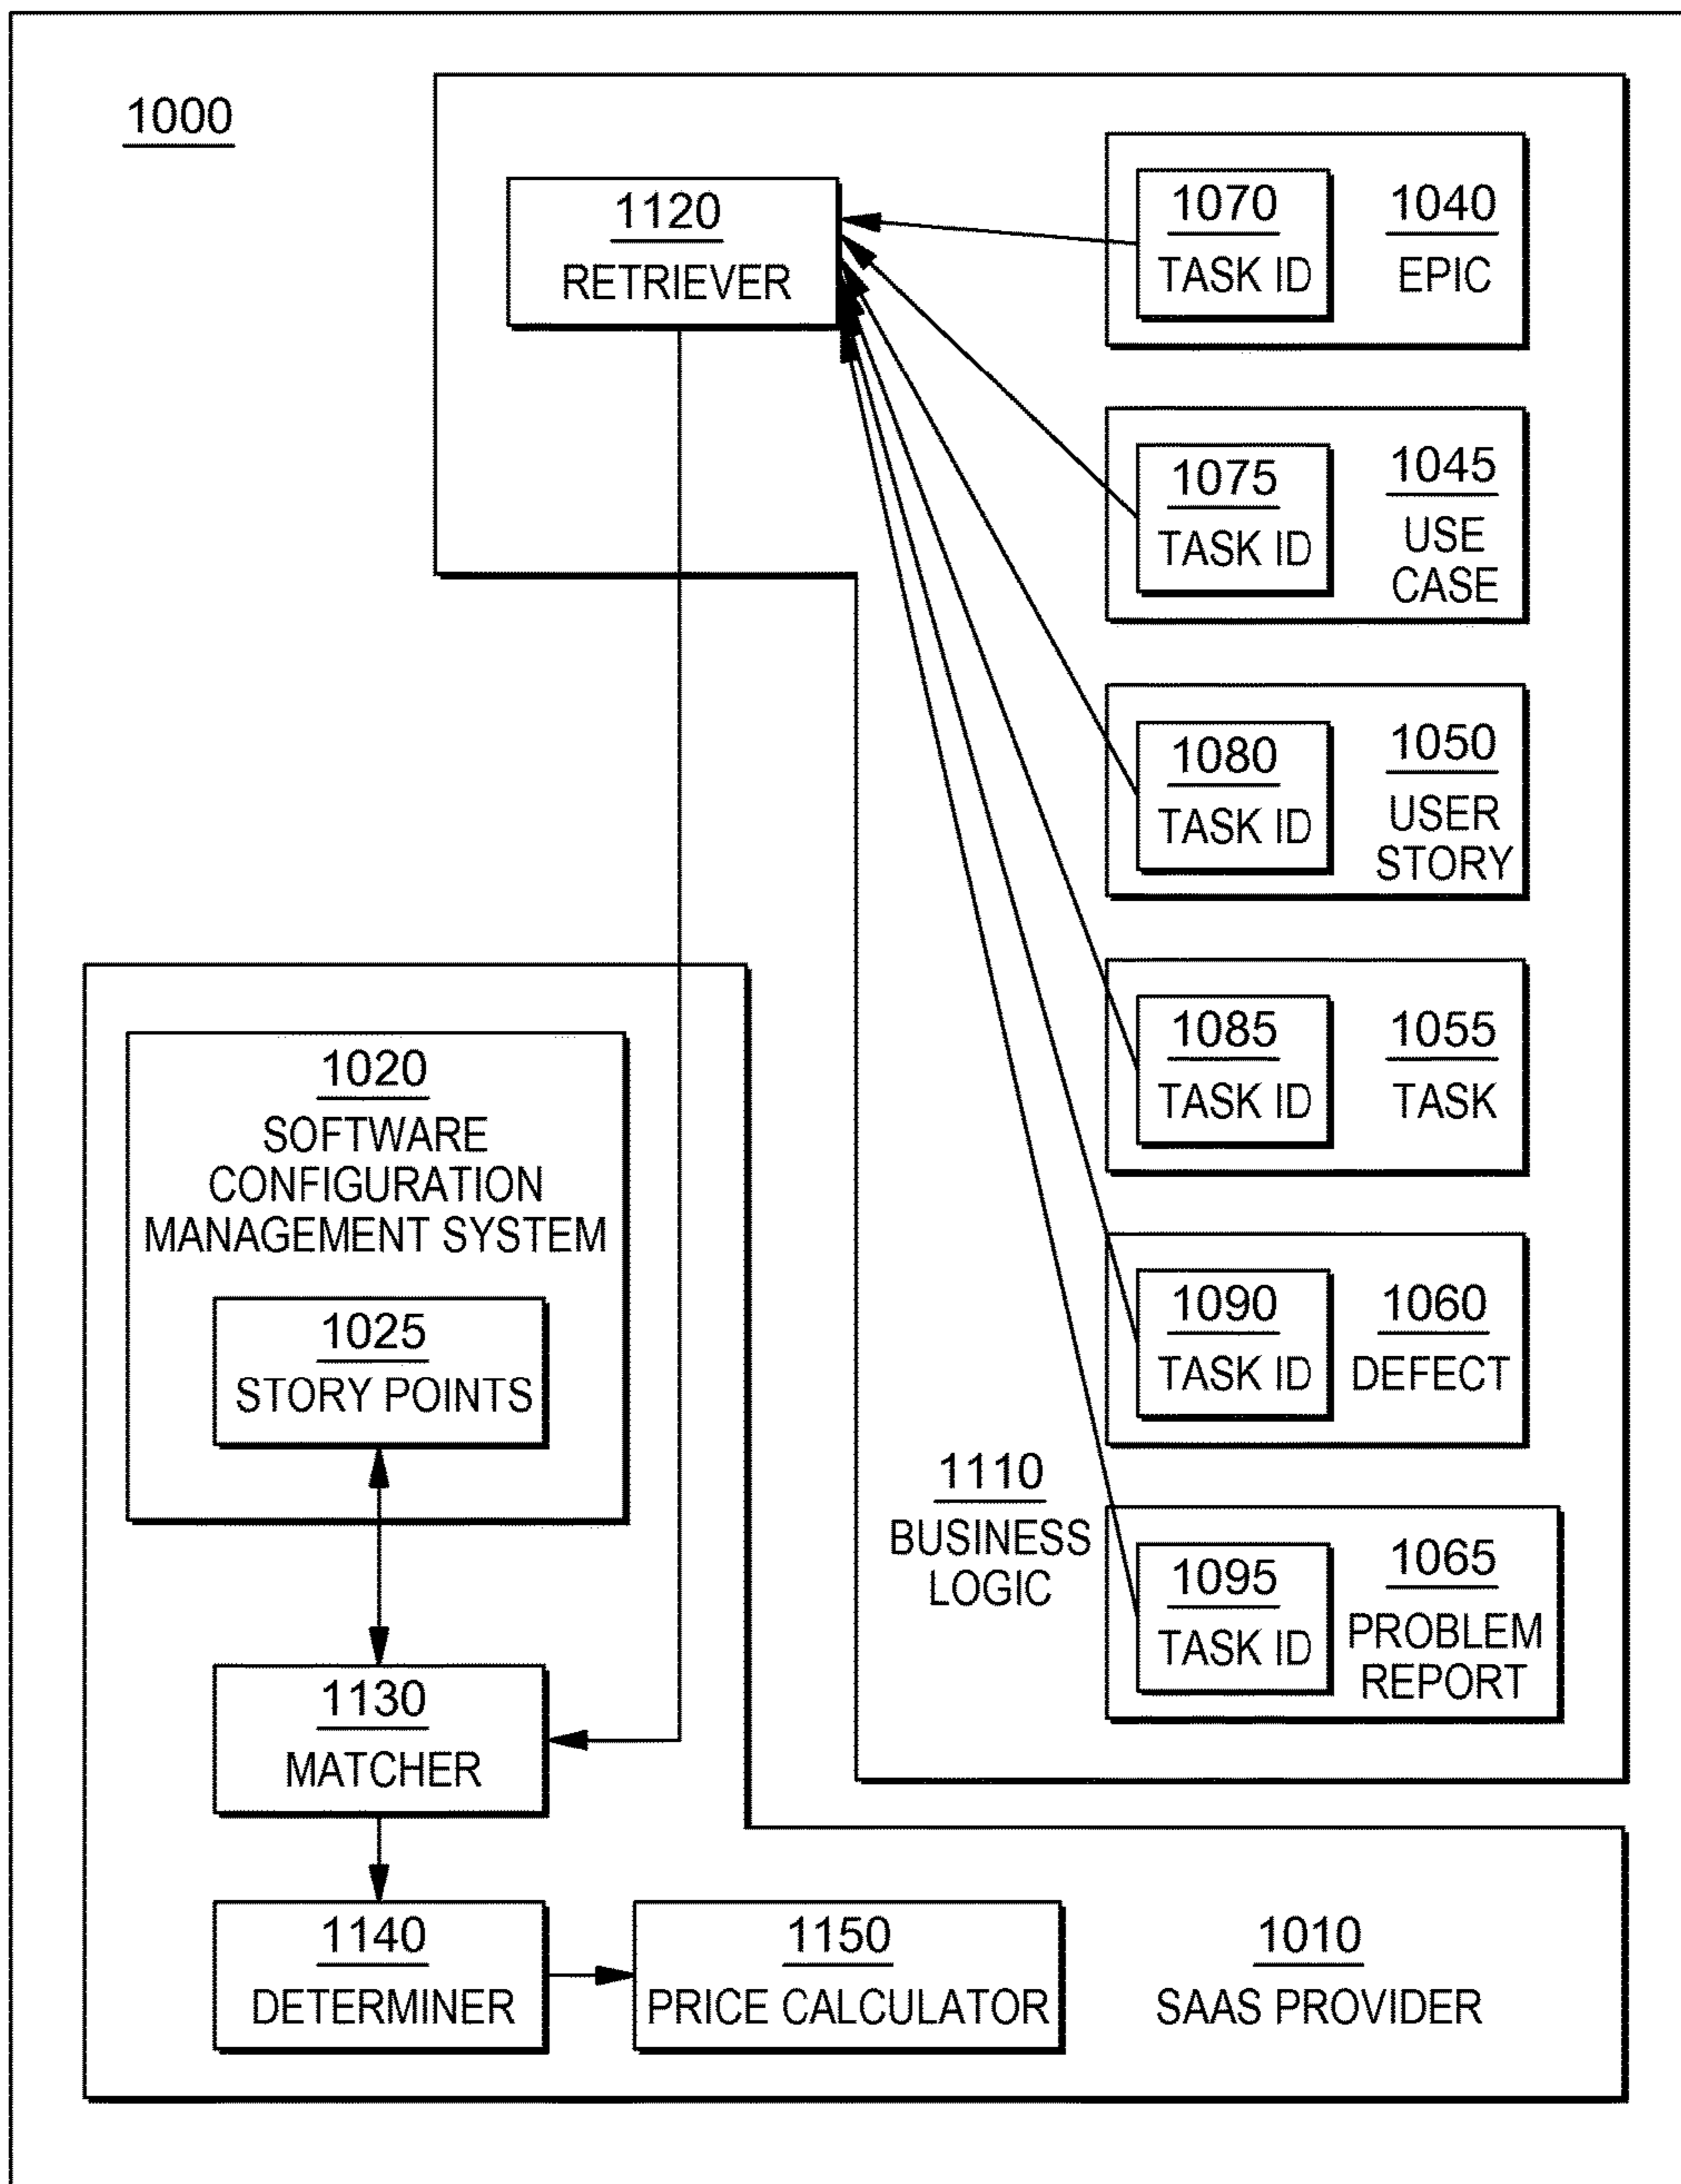 1000
1120
RETRIEVER
1070
TASK ID
1040
EPIC
1075
TASK ID
1045
USE
CASE
1080
TASK ID
1050
USER
STORY
1085
TASK ID
1055
TASK
1090
TASK ID
1060
DEFECT
1095
TASK ID
1065
PROBLEM
REPORT
1110
BUSINESS
LOGIC
1020
SOFTWARE
CONFIGURATION
MANAGEMENT SYSTEM
1025
STORY POINTS
1130
MATCHER
1140
DETERMINER
1150
PRICE CALCULATOR
1010
SAAS PROVIDER